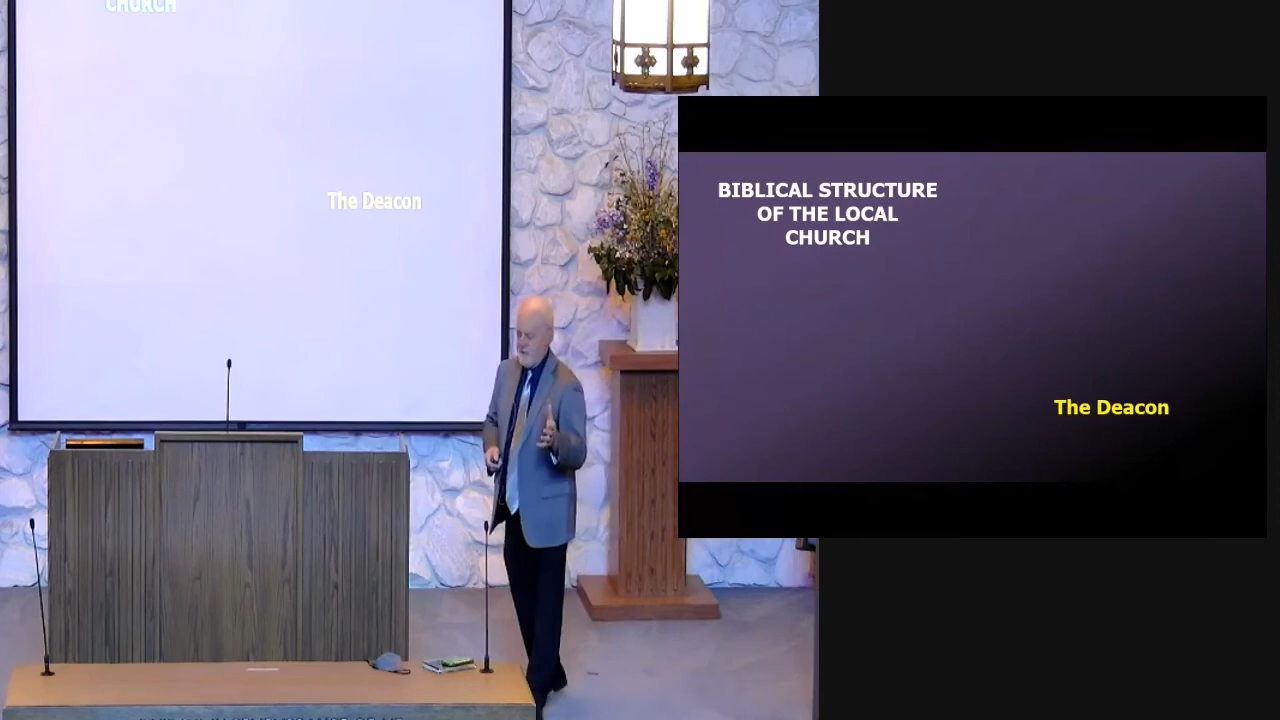 CHURCH
The Deacon
BIBLICAL STRUCTURE
OF THE LOCAL
CHURCH
The Deacon